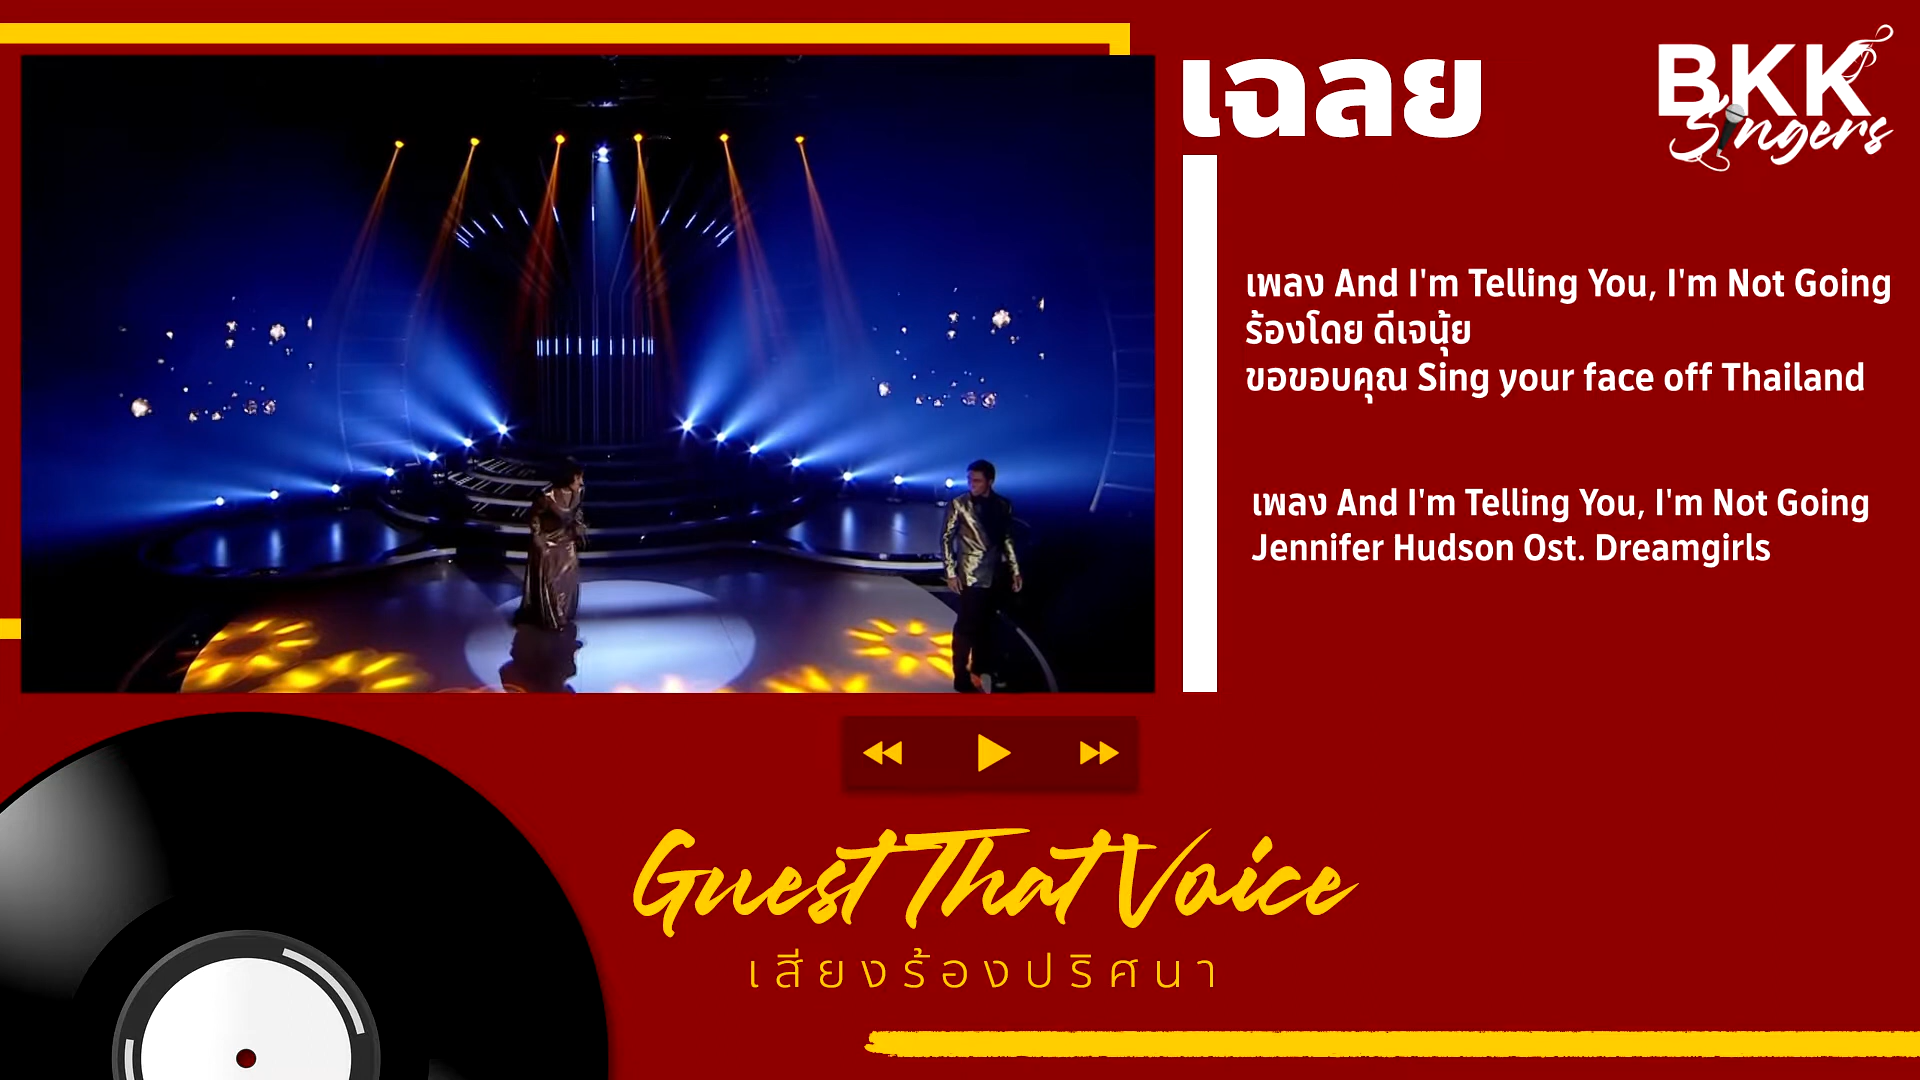 เฉลย
BKK
Singers
เพลง And I'm Telling You, I'm Not Going
ร้องโดย ดีเจนุ้ย
ขอขอบคุณ Sing your face off Thailand
เพลง And I'm Telling You, I'm Not Going
Jennifer Hudson Ost. Dreamgirls
Guest That Voice
เสียงร้องปริศนา